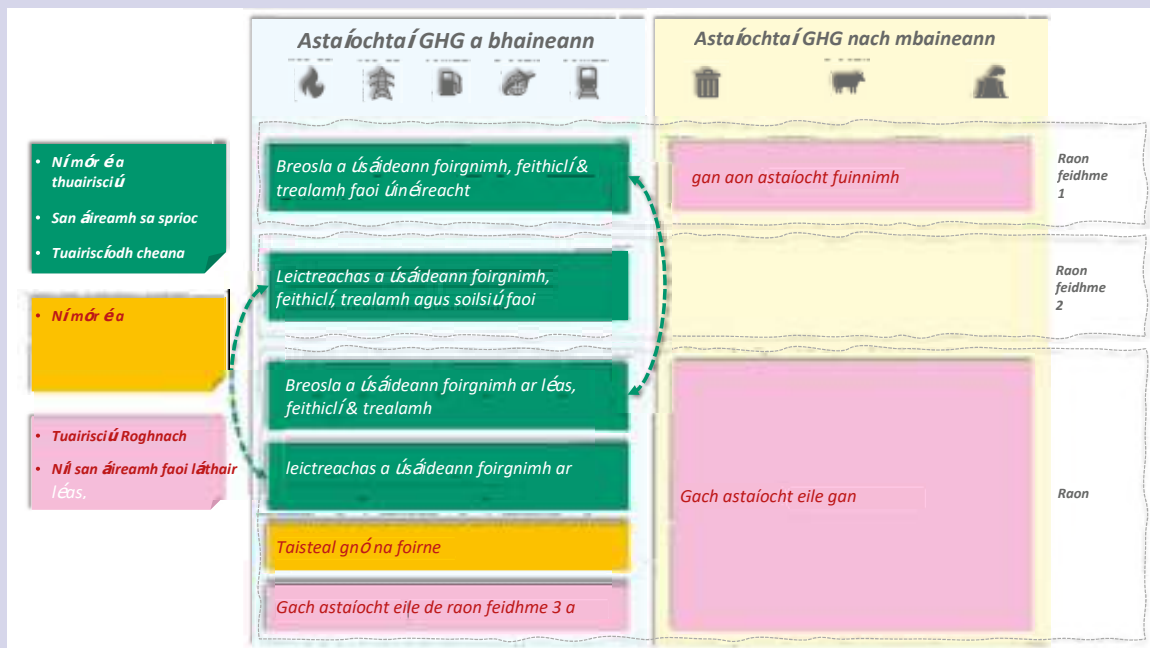 Astaíochtaí GHG a bhaineann
Astaíochtaí GHG nach mbaineann
• Ní mór é a
thuairisciú
• San áireamh sa sprioc
• Tuairiscíodh cheana
• Ní mór é a
• Tuairisciú Roghnach
• Níl san áireamh faoi láthair
léas,
Breosla a úsáideann foirgnimh, feithiclí &
trealamh faoi úinéireacht
gan aon astaíocht fuinnimh
Raon
feidhme
1
Leictreachas a úsáideann foirgnimh,
feithiclí, trealamh agus soilsiú faoi
Raon
feidhme
2
Breosla a úsáideann foirgnimh ar léas,
feithiclí & trealamh
leictreachas a úsáideann foirgnimh ar
Taisteal gnó na foirne
Gach astaíocht eile de raon feidhme 3 a
Gach astaíocht eile gan
Raon